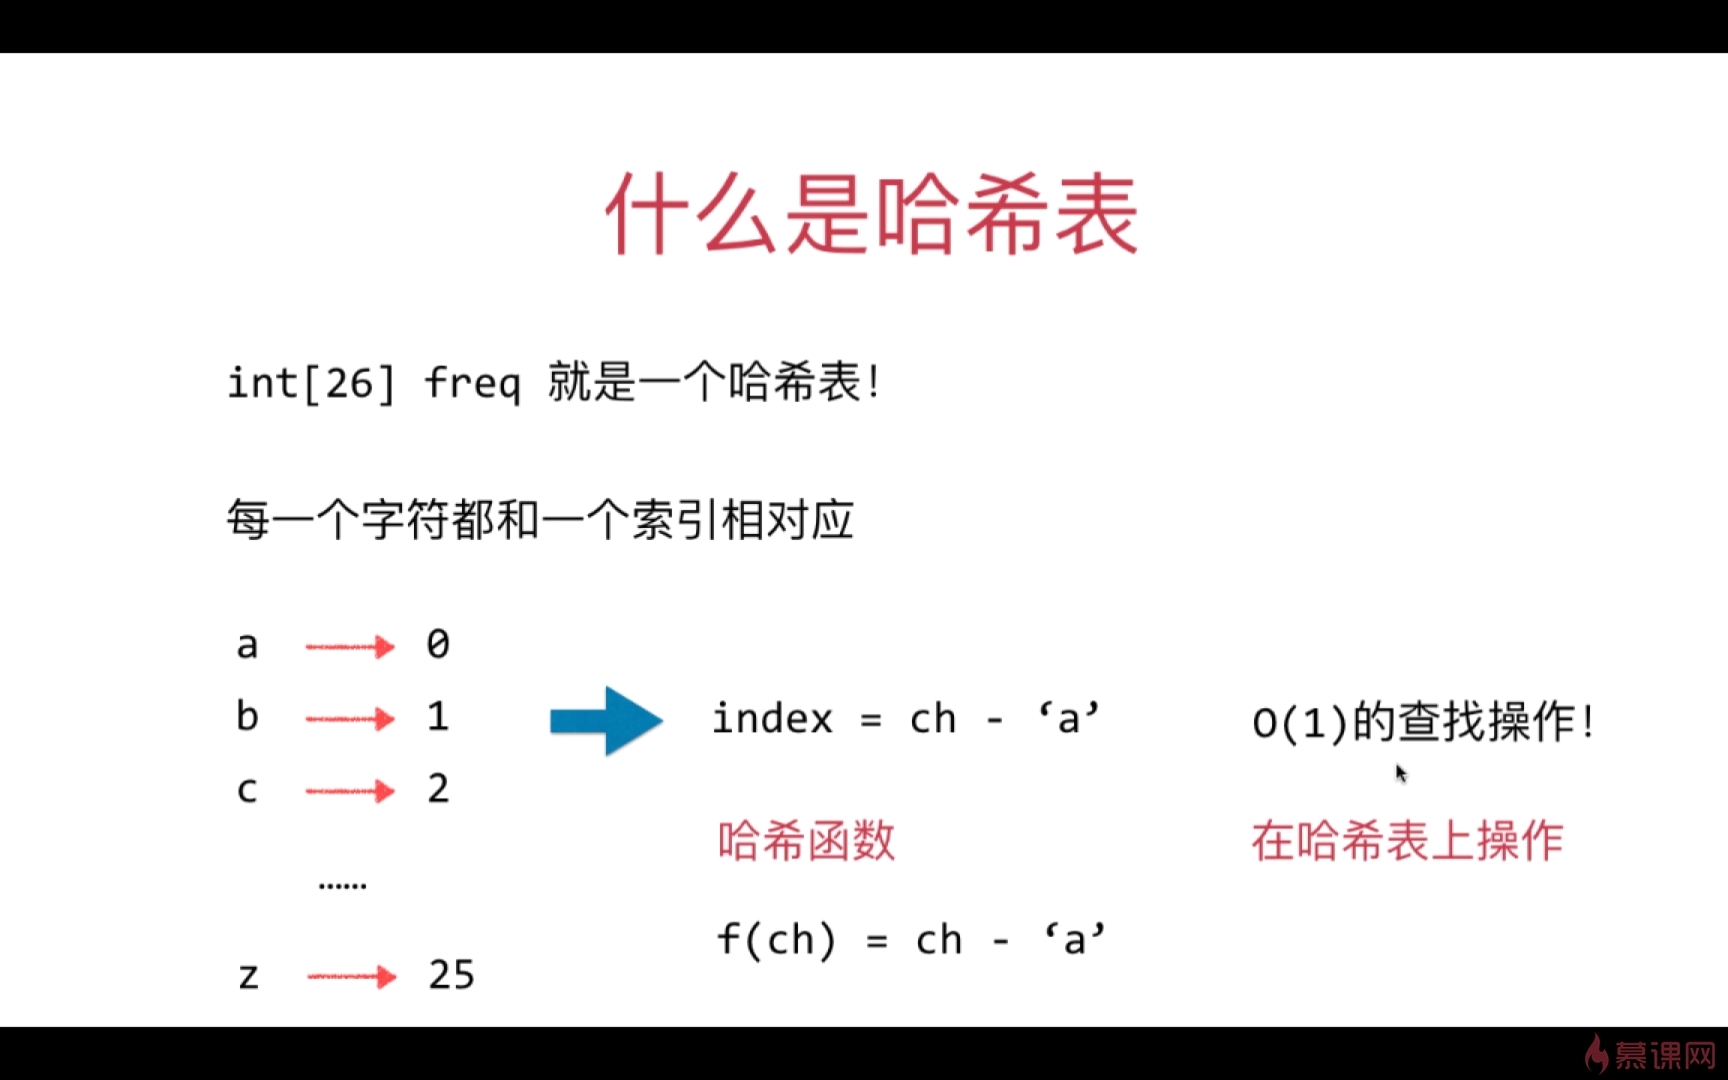 什么是哈希表
int[26] freq 就是一个哈希表!
每一个字符都和一个索引相对应
a 0
b 1
c 2
……
z 25
index = ch - ‘a’
哈希函数
f(ch) = ch - ‘a’
O(1)的查找操作!
在哈希表上操作
慕课网